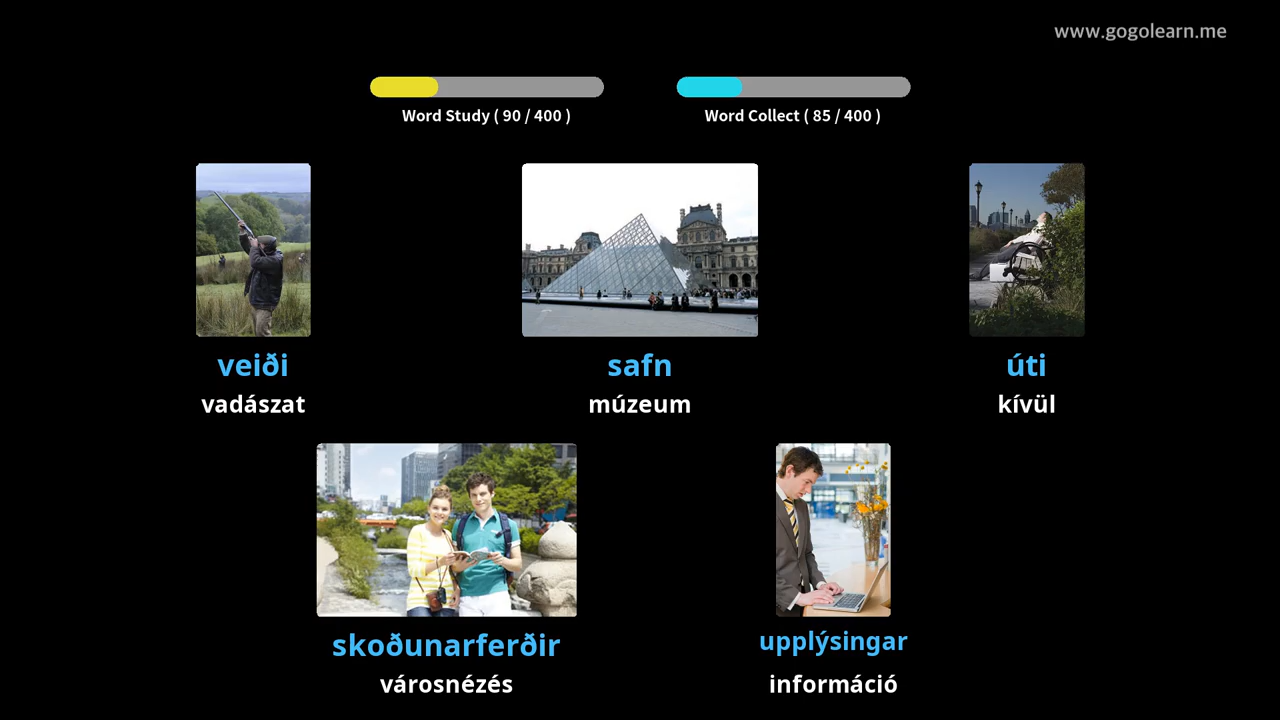 www.gogolearn.me
Word Study ( 90 / 400 )
Word Collect ( 85 / 400 )
veiði
safn
úti
vadászat
múzeum
kívül
skoðunarferðir
upplýsingar
városnézés
információ